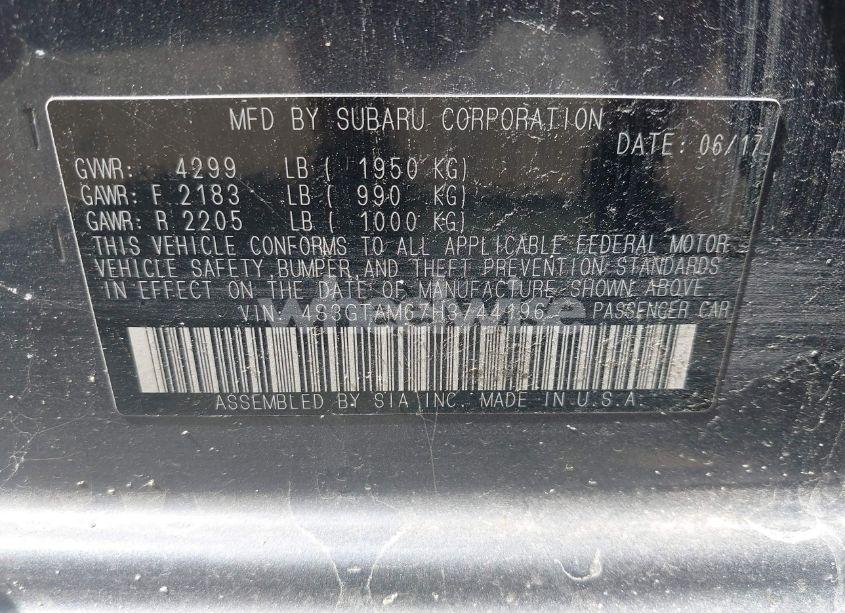 MFD BY SUBARU CORPORATION
DATE: 06/17
GVWR: 4299 LB ( 1950 KG)
GAWR: F 2183 LB ( 990 KG)
GAWR: R 2205 LB ( 1000 KG)
THIS VEHICLE CONFORMS TO ALL APPLICABLE FEDERAL MOTOR
VEHICLE SAFETY, BUMPER, AND THEFT PREVENTION STANDARDS
IN EFFECT ON THE DATE OF MANUFACTURE SHOWN ABOVE
VIN: 4S3GTAM67H3744196 PASSENGER CAR
wheelwise
ASSEMBLED BY SIA, INC. MADE IN U.S.A.